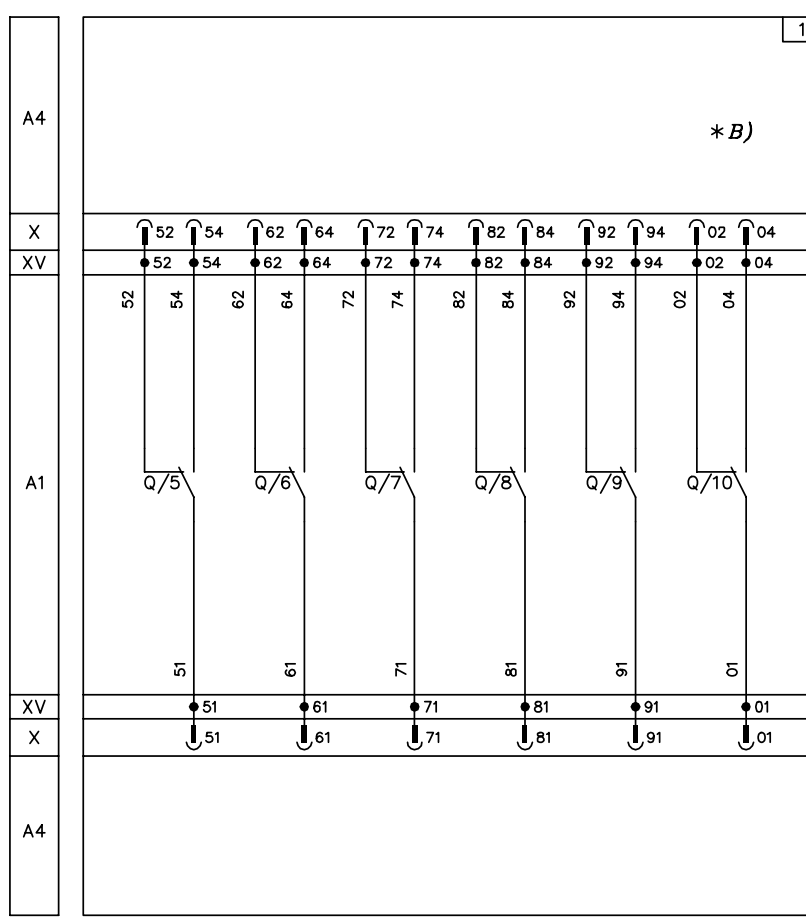 1
A4
*B)
X 52 54 62 64 72 74 82 84 92 94 02 04
XV 52 54 62 64 72 74 82 84 92 94 02 04
52 54 62 64 72 74 82 84 92 94 02 04
A1 Q/5 Q/6 Q/7 Q/8 Q/9 Q/10
51 61 71 81 91 01
XV 51 61 71 81 91 01
X 51 61 71 81 91 01
A4